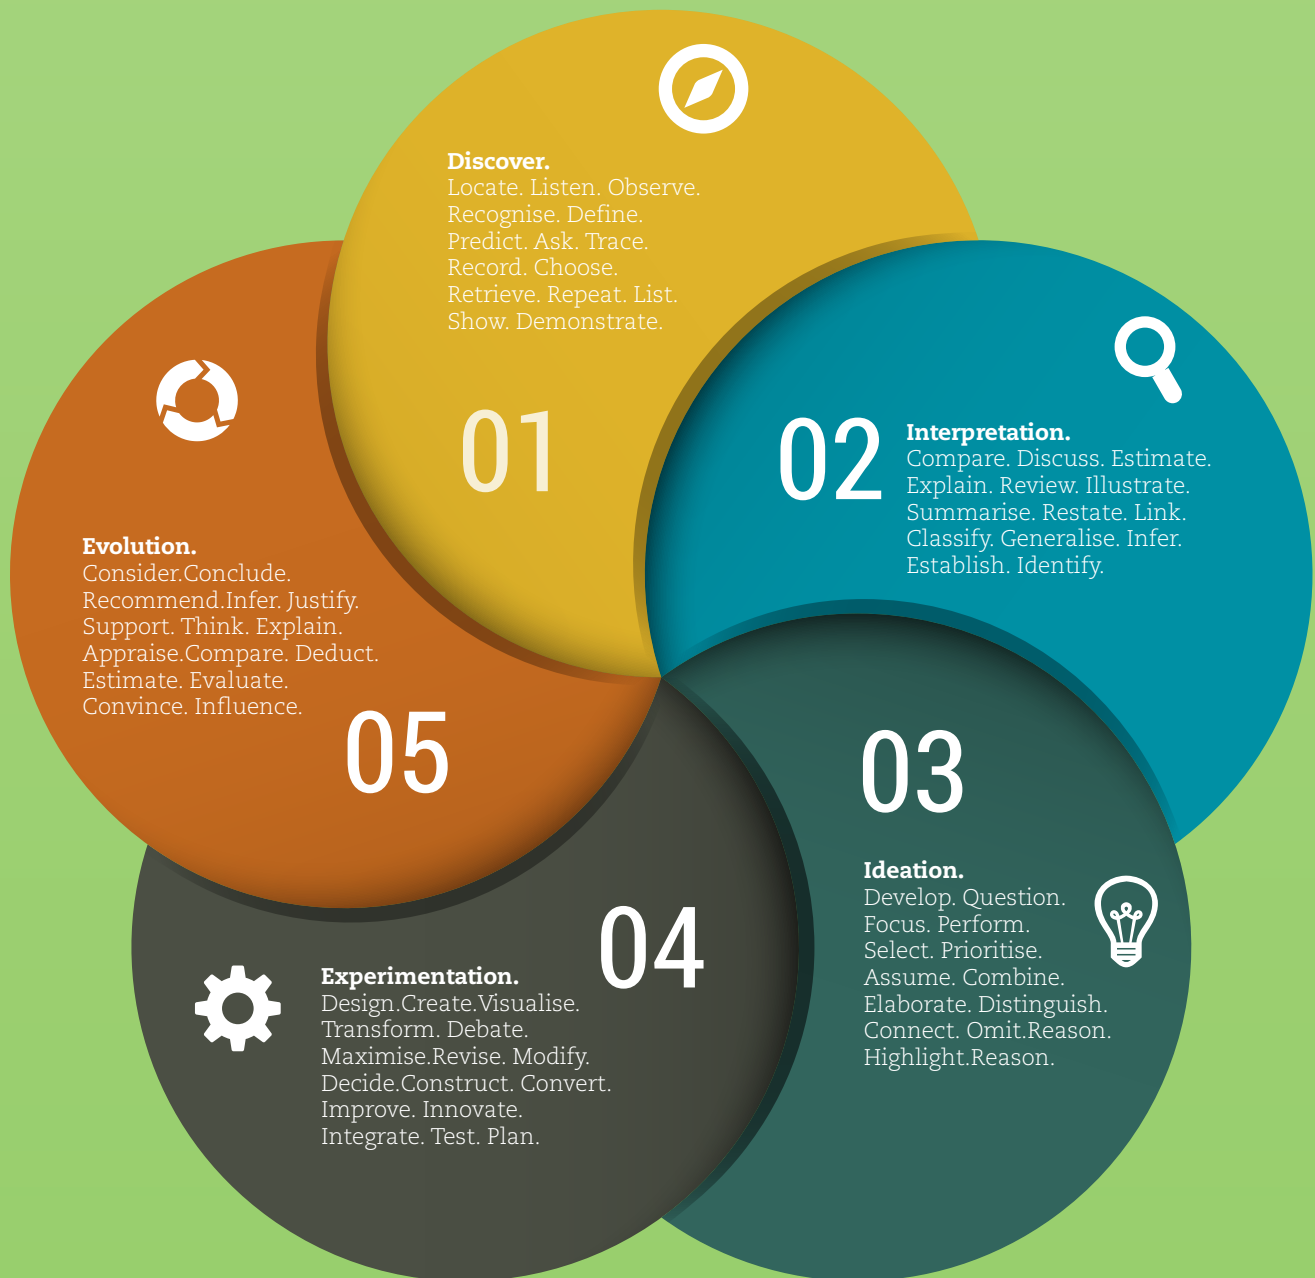 Discover.
Locate. Listen. Observe.
Recognise. Define.
Predict. Ask. Trace.
Record. Choose.
Retrieve. Repeat. List.
Show. Demonstrate.
01
02
Interpretation.
Compare. Discuss. Estimate.
Explain. Review. Illustrate.
Summarise. Restate. Link.
Classify. Generalise. Infer.
Establish. Identify.
03
Ideation.
Develop. Question.
Focus. Perform.
Select. Prioritise.
Assume. Combine.
Elaborate. Distinguish.
Connect. Omit.Reason.
Highlight.Reason.
04
Experimentation.
Design.Create.Visualise.
Transform. Debate.
Maximise.Revise. Modify.
Decide.Construct. Convert.
Improve. Innovate.
Integrate. Test. Plan.
Evolution.
Consider.Conclude.
Recommend.Infer. Justify.
Support. Think. Explain.
Appraise.Compare. Deduct.
Estimate. Evaluate.
Convince. Influence.
05